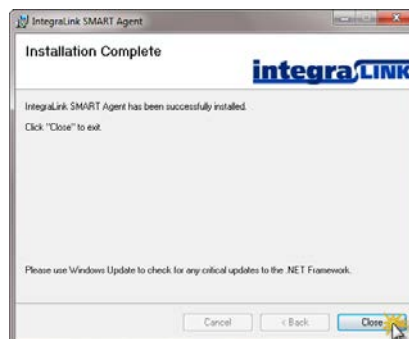 IntegraLink SMART Agent
Installation Complete
integraLINK
IntegraLink SMART Agent has been successfully installed.
Click "Close" to exit.
Please use Windows Update to check for any critical updates to the .NET Framework.
Cancel
< Back
Close